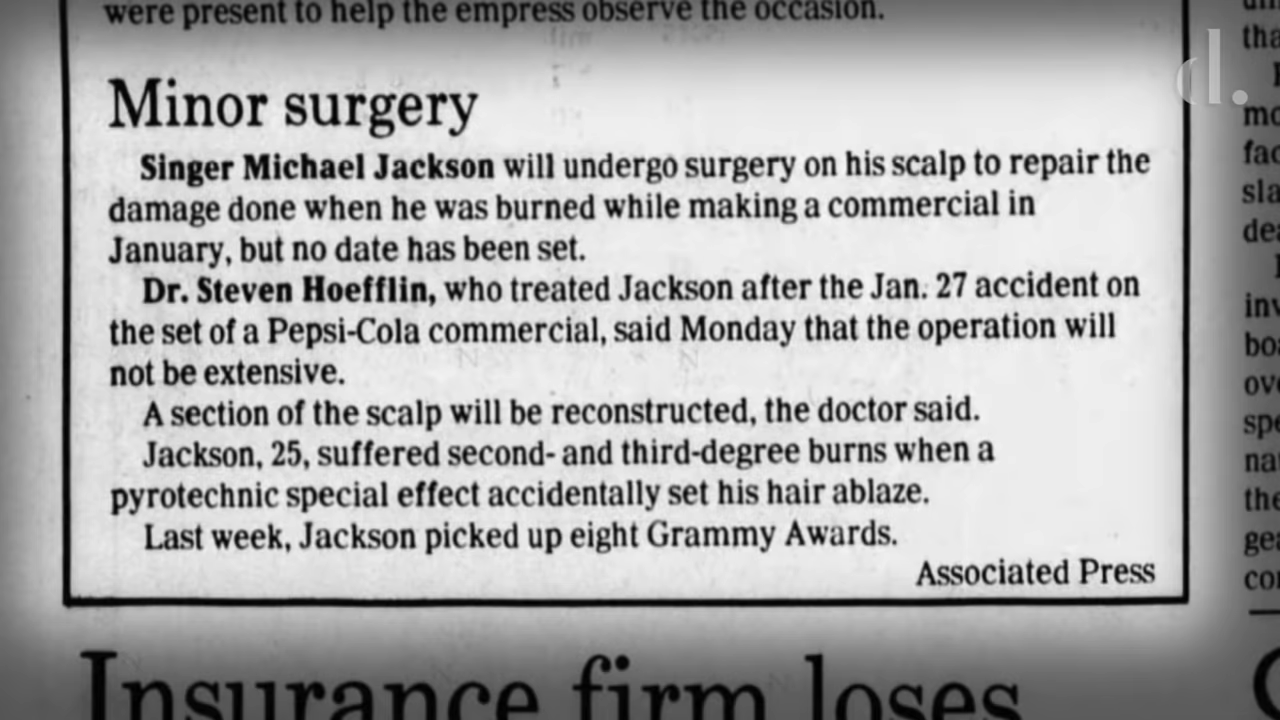 were present to help the empress observe the occasion.
d.
Minor surgery
Singer Michael Jackson will undergo surgery on his scalp to repair the
damage done when he was burned while making a commercial in
January, but no date has been set.
Dr. Steven Hoefflin, who treated Jackson after the Jan. 27 accident on
the set of a Pepsi-Cola commercial, said Monday that the operation will
not be extensive.
A section of the scalp will be reconstructed, the doctor said.
Jackson, 25, suffered second- and third-degree burns when a
pyrotechnic special effect accidentally set his hair ablaze.
Last week, Jackson picked up eight Grammy Awards.
Associated Press
Insurance firm loses